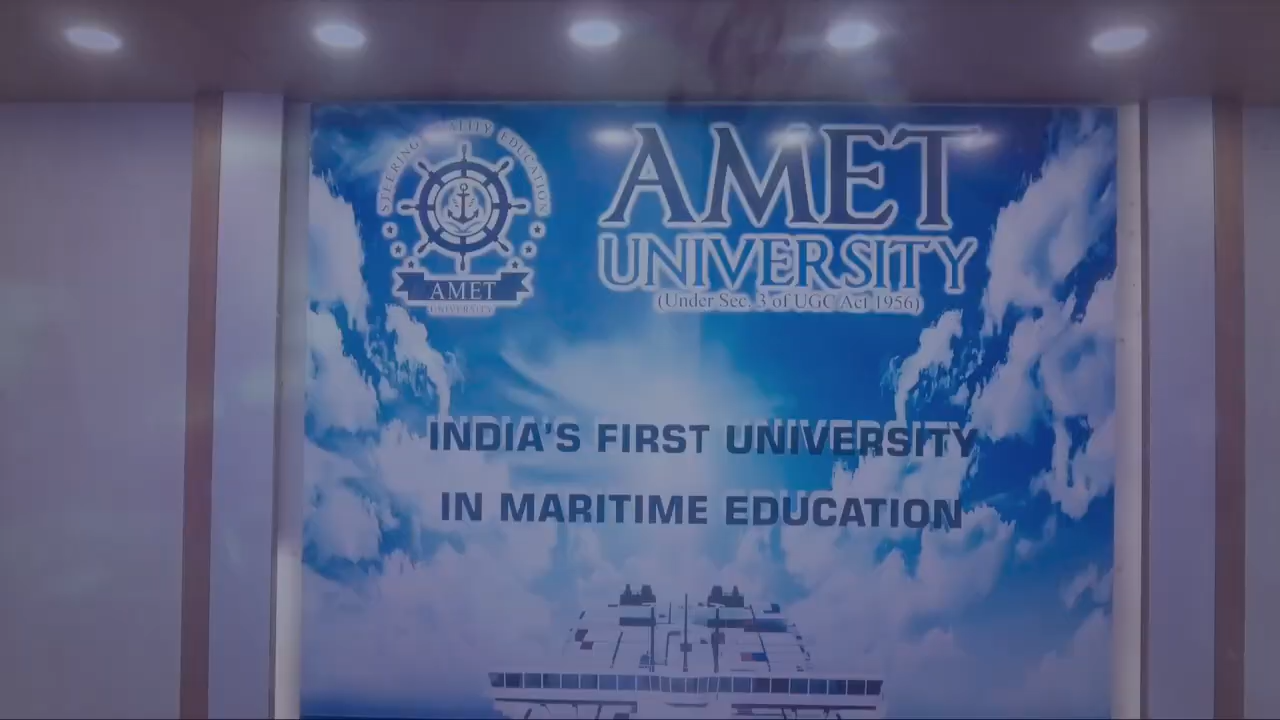 STEERING QUALITY EDUCATION
AMET
UNIVERSITY
AMET
UNIVERSITY
(Under Sec. 3 of UGC Act 1956)
INDIA'S FIRST UNIVERSITY
IN MARITIME EDUCATION